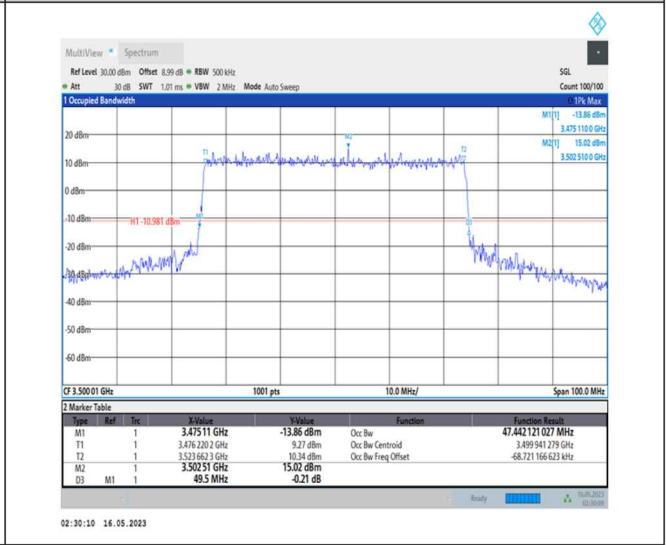 MultiView Spectrum
Ref Level 30.00 dBm Offset 8.99 dB RBW 500 kHz SGL
Att 30 dB SWT 1.01 ms VBW 2 MHz Mode Auto Sweep Count 100/100
1 Occupied Bandwidth 1Pk Max
M1[1] -13.86 dBm
3.475 110 0 GHz
M2[1] 15.02 dBm
3.502 510 0 GHz
20 dBm
M2
T1
T2
10 dBm
0 dBm
-10 dBm
H1 -10.981 dBm
M1
D3
-20 dBm
-30 dBm
-40 dBm
-50 dBm
-60 dBm
CF 3.500 01 GHz 1001 pts 10.0 MHz/ Span 100.0 MHz
2 Marker Table
Type Ref Trc X-Value Y-Value Function Function Result
M1 1 3.475 11 GHz -13.86 dBm Occ Bw 47.442 121 027 MHz
T1 1 3.476 220 2 GHz 9.27 dBm Occ Bw Centroid 3.499 941 279 GHz
T2 1 3.523 662 3 GHz 10.34 dBm Occ Bw Freq Offset -68.721 166 623 kHz
M2 1 3.502 51 GHz 15.02 dBm
D3 M1 1 49.5 MHz -0.21 dB
Ready 16.05.2023
02:30:09
02:30:10 16.05.2023